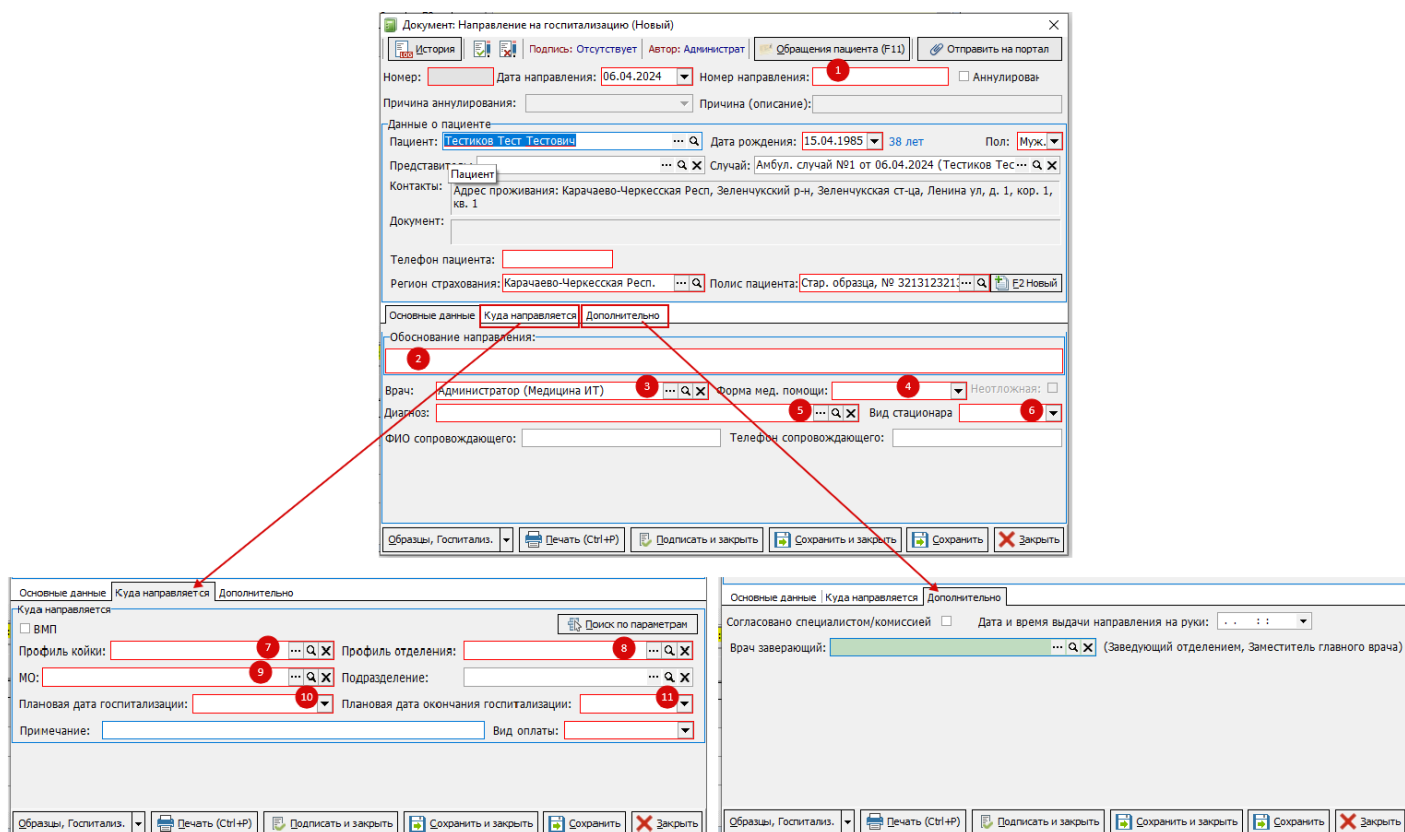 Документ: Направление на госпитализацию (Новый)
История Подпись: Отсутствует Автор: Администрат Обращения пациента (F11) Отправить на портал
Номер: Дата направления: 06.04.2024 Номер направления: 1 Аннулирован
Причина аннулирования: Причина (описание):
Данные о пациенте
Пациент: Тестиков Тест Тестович Дата рождения: 15.04.1985 38 лет Пол: Муж.
Случай: Амбул. случай №1 от 06.04.2024 (Тестиков Тес
Пациент
Контакты: Адрес проживания: Карачаево-Черкесская Респ, Зеленчукский р-н, Зеленчукская ст-ца, Ленина ул, д. 1, кор. 1,
кв. 1
Документ:
Телефон пациента:
Регион страхования: Карачаево-Черкесская Респ. Полис пациента: Стар. образца, № 321312321 F2 Новый
Основные данные Куда направляется Дополнительно
Обоснование направления:
2
Врач: Администратор (Медицина ИТ) 3 Форма мед. помощи: 4 Неотложная:
Диагноз: 5 Вид стационара 6
ФИО сопровождающего: Телефон сопровождающего:
Образцы, Госпитализ. Печать (Ctrl+P) Подписать и закрыть Сохранить и закрыть Сохранить Закрыть
Основные данные Куда направляется Дополнительно
Куда направляется
ВМП Поиск по параметрам
Профиль койки: 7 Профиль отделения: 8
МО: 9 Подразделение:
Плановая дата госпитализации: 10 Плановая дата окончания госпитализации: 11
Примечание: Вид оплаты:
Образцы, Госпитализ. Печать (Ctrl+P) Подписать и закрыть Сохранить и закрыть Сохранить Закрыть
Основные данные Куда направляется Дополнительно
Согласовано специалистом/комиссией Дата и время выдачи направления на руки: . . : :
Врач заверающий: (Заведующий отделением, Заместитель главного врача)
Образцы, Госпитализ. Печать (Ctrl+P) Подписать и закрыть Сохранить и закрыть Сохранить Закрыть